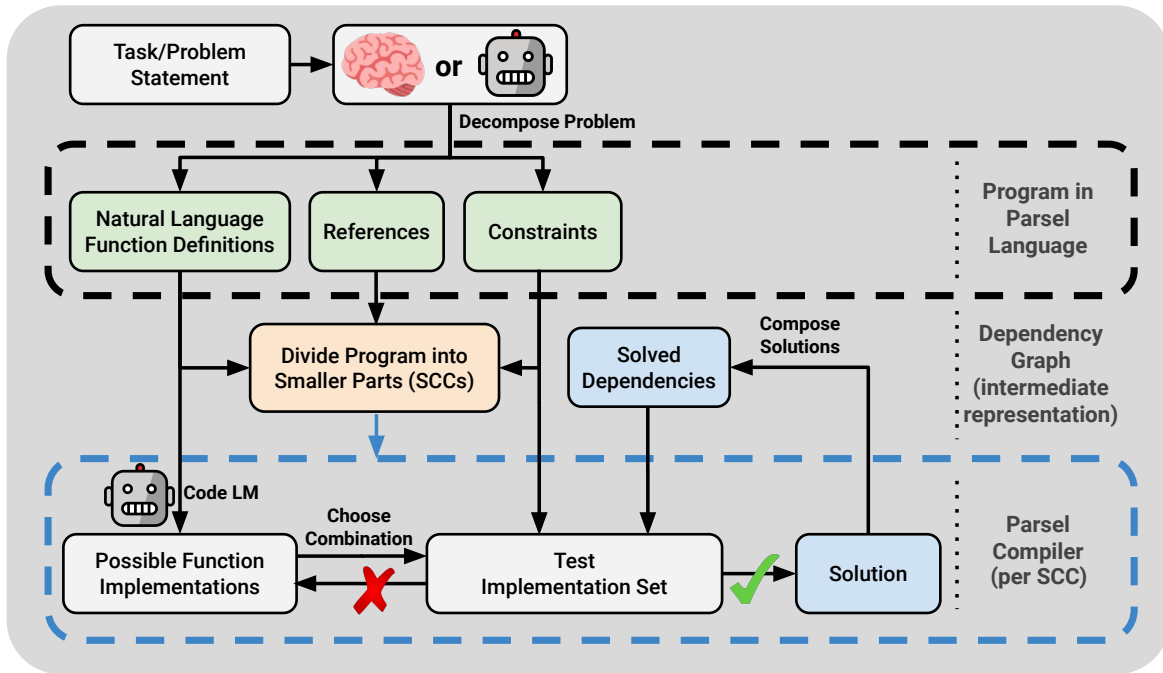 Task/Problem
Statement
or
Decompose Problem
Natural Language
Function Definitions
References
Constraints
Program in
Parsel
Language
Divide Program into
Smaller Parts (SCCs)
Solved
Dependencies
Compose
Solutions
Dependency
Graph
(intermediate
representation)
Code LM
Choose
Combination
Possible Function
Implementations
Test
Implementation Set
Solution
Parsel
Compiler
(per SCC)